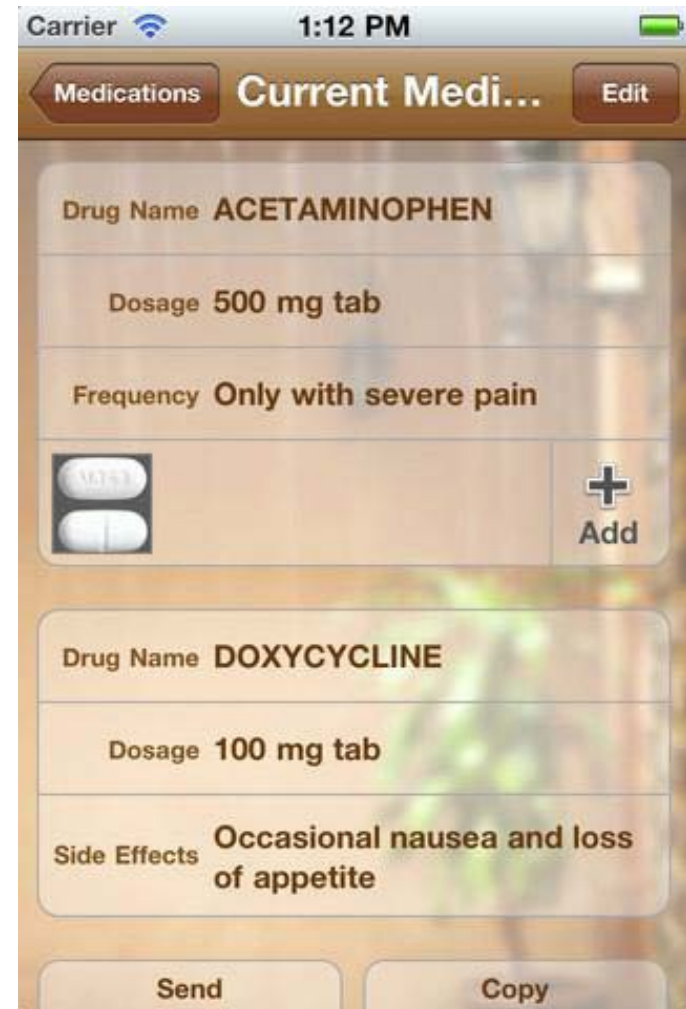 Carrier 1:12 PM
Medications Current Medi... Edit
Drug Name ACETAMINOPHEN
Dosage 500 mg tab
Frequency Only with severe pain
Add
Drug Name DOXYCYCLINE
Dosage 100 mg tab
Side Effects Occasional nausea and loss
of appetite
Send Copy